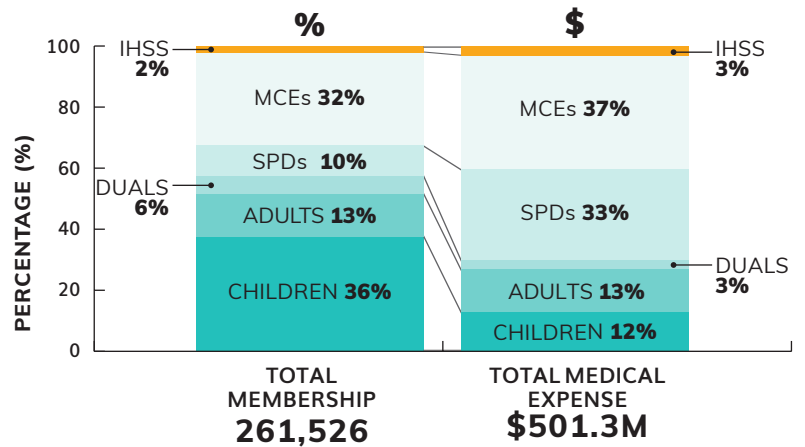 %
$
PERCENTAGE (%)
100
80
60
40
20
0
IHSS
2%
MCEs 32%
SPDs 10%
DUALS
6%
ADULTS 13%
CHILDREN 36%
IHSS
3%
MCEs 37%
SPDs 33%
DUALS
3%
ADULTS 13%
CHILDREN 12%
TOTAL
MEMBERSHIP
261,526
TOTAL MEDICAL
EXPENSE
$501.3M